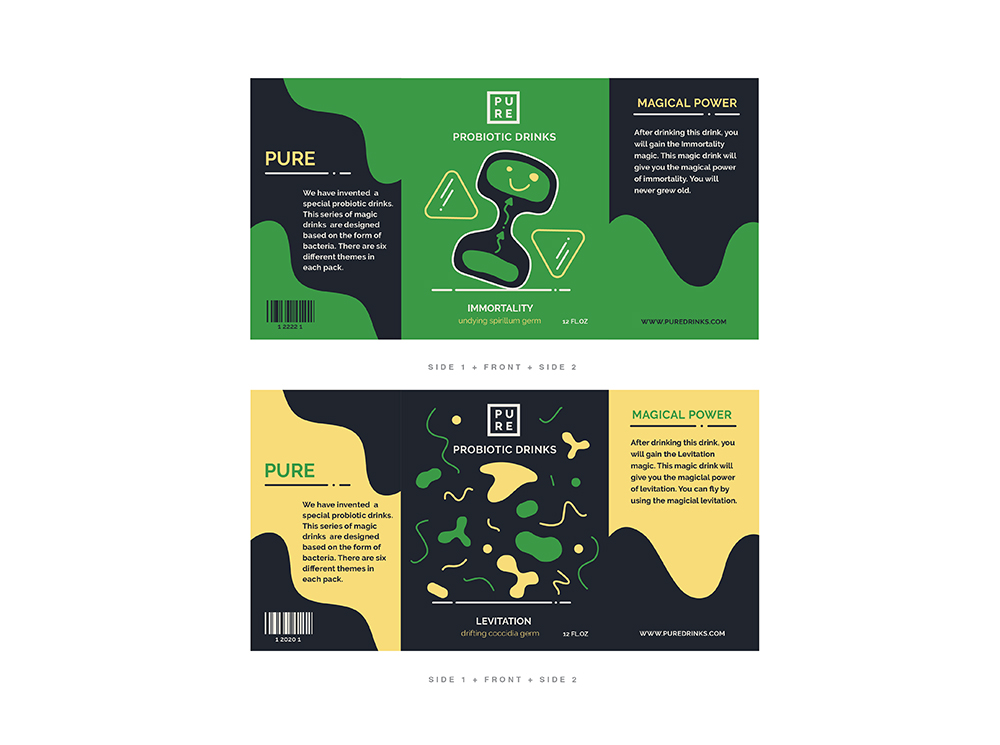 PURE
We have invented a
special probiotic drinks.
This series of magic
drinks are designed
based on the form of
bacteria. There are six
different themes in
each pack.
1 2222 1
PU
RE
PROBIOTIC DRINKS
IMMORTALITY
undying spirillum germ
12 FL.OZ
MAGICAL POWER
After drinking this drink, you
will gain the Immortality
magic. This magic drink will
give you the magical power
of immortality. You will
never grew old.
WWW.PUREDRINKS.COM
SIDE 1 + FRONT + SIDE 2
PURE
We have invented a
special probiotic drinks.
This series of magic
drinks are designed
based on the form of
bacteria. There are six
different themes in
each pack.
1 2020 1
PU
RE
PROBIOTIC DRINKS
LEVITATION
drifting coccidia germ
12 FL.OZ
MAGICAL POWER
After drinking this drink, you
will gain the Levitation
magic. This magic drink will
give you the magiclal power
of levitation. You can fly by
using the magicial levitation.
WWW.PUREDRINKS.COM
SIDE 1 + FRONT + SIDE 2